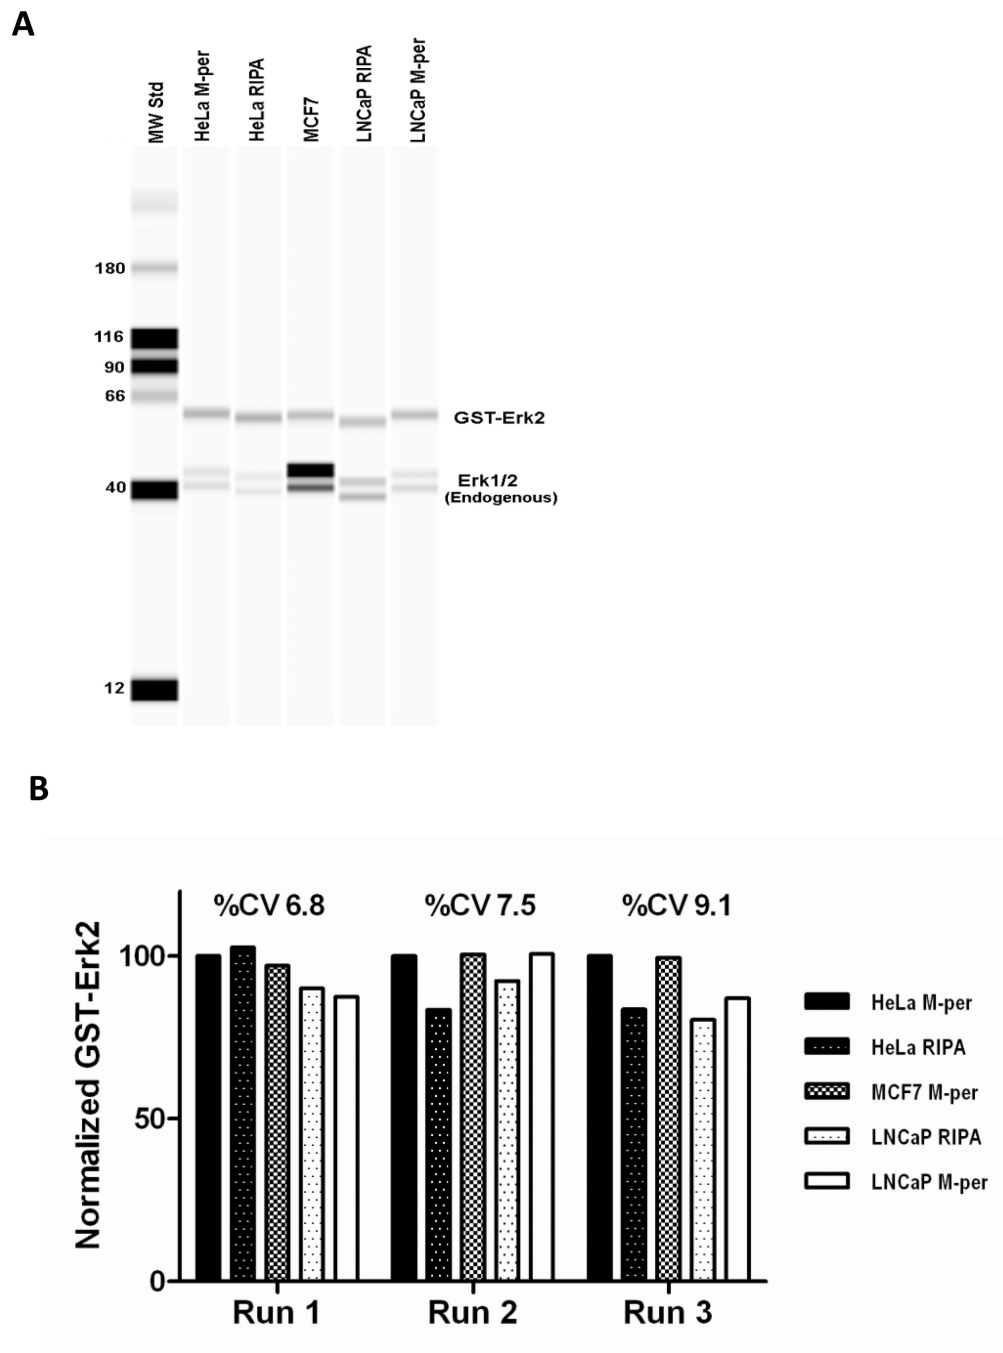 A
MW Std
HeLa M-per
HeLa RIPA
MCF7
LNCaP RIPA
LNCaP M-per
180
116
90
66
GST-Erk2
40
Erk1/2
(Endogenous)
12
B
Normalized GST-Erk2
%CV 6.8
%CV 7.5
%CV 9.1
100
50
0
Run 1
Run 2
Run 3
HeLa M-per
HeLa RIPA
MCF7 M-per
LNCaP RIPA
LNCaP M-per